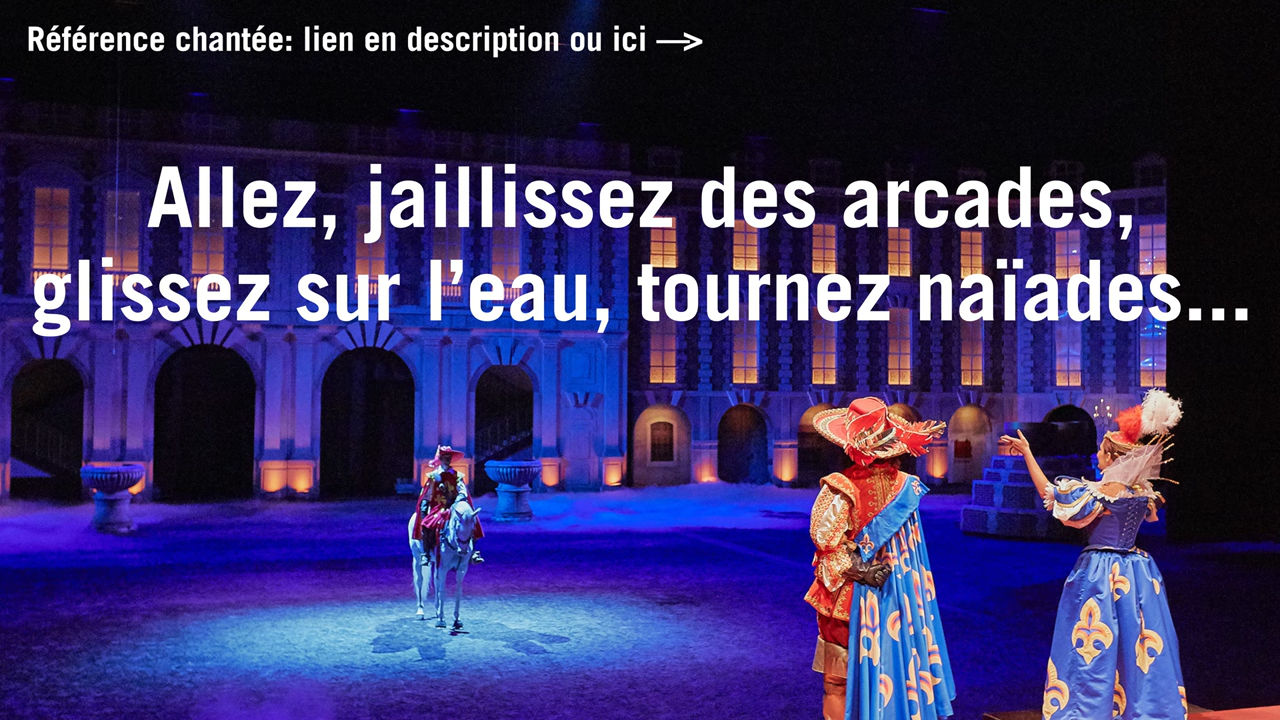 Référence chantée: lien en description ou ici —>
Allez, jaillissez des arcades,
glissez sur l’eau, tournez naïades...